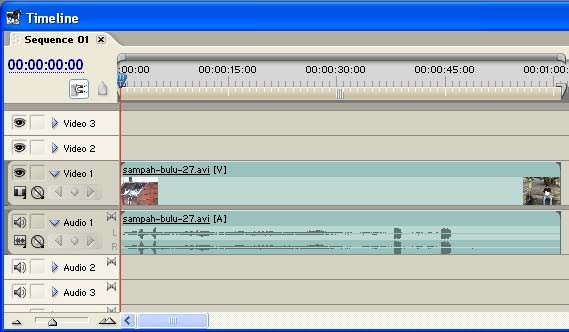 Timeline
Sequence 01
00:00:00:00
:00:00 00:00:15:00 00:00:30:00 00:00:45:00 00:01:0
Video 3
Video 2
Video 1
sampah-bulu-27.avi [V]
Audio 1
sampah-bulu-27.avi [A]
L
R
Audio 2
Audio 3